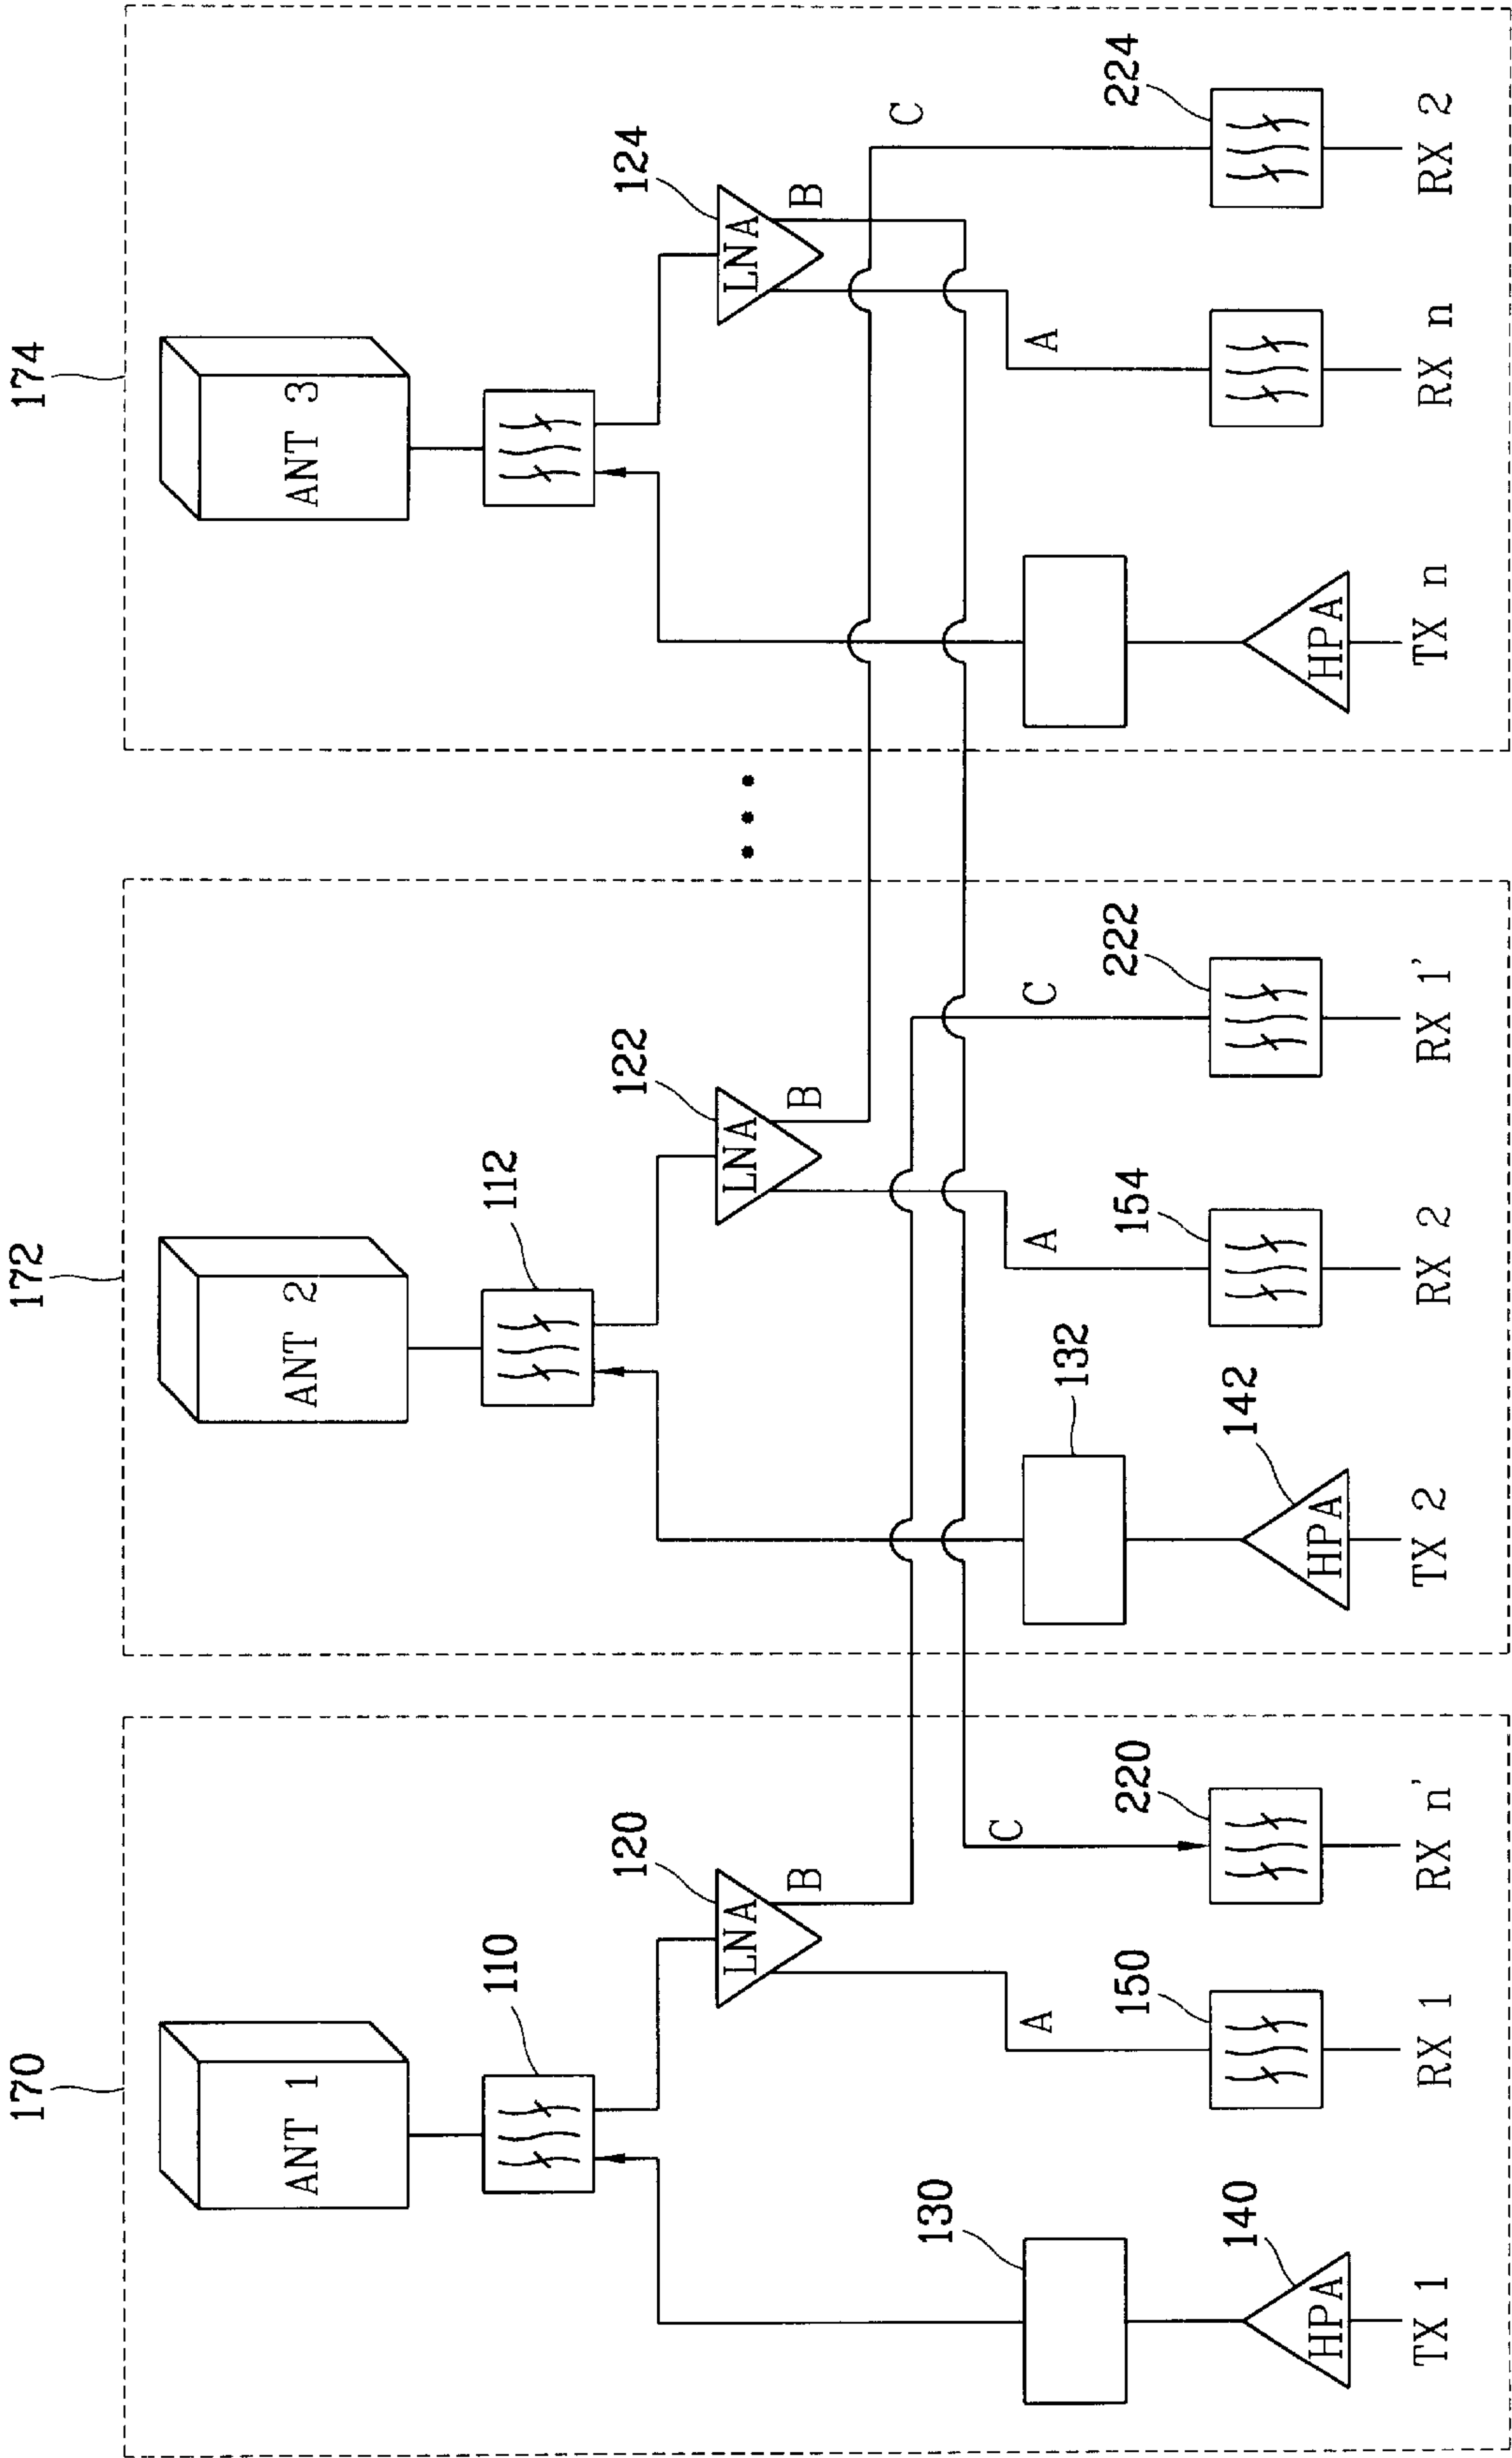 170
172
174
ANT 1
ANT 2
ANT 3
110
112
120
LNA
B
122
LNA
B
124
LNA
B
A
C
A
C
A
C
130
132
140
HPA
150
220
142
HPA
154
222
HPA
224
TX 1
RX 1
RX n'
TX 2
RX 2
RX 1'
TX n
RX n
RX 2